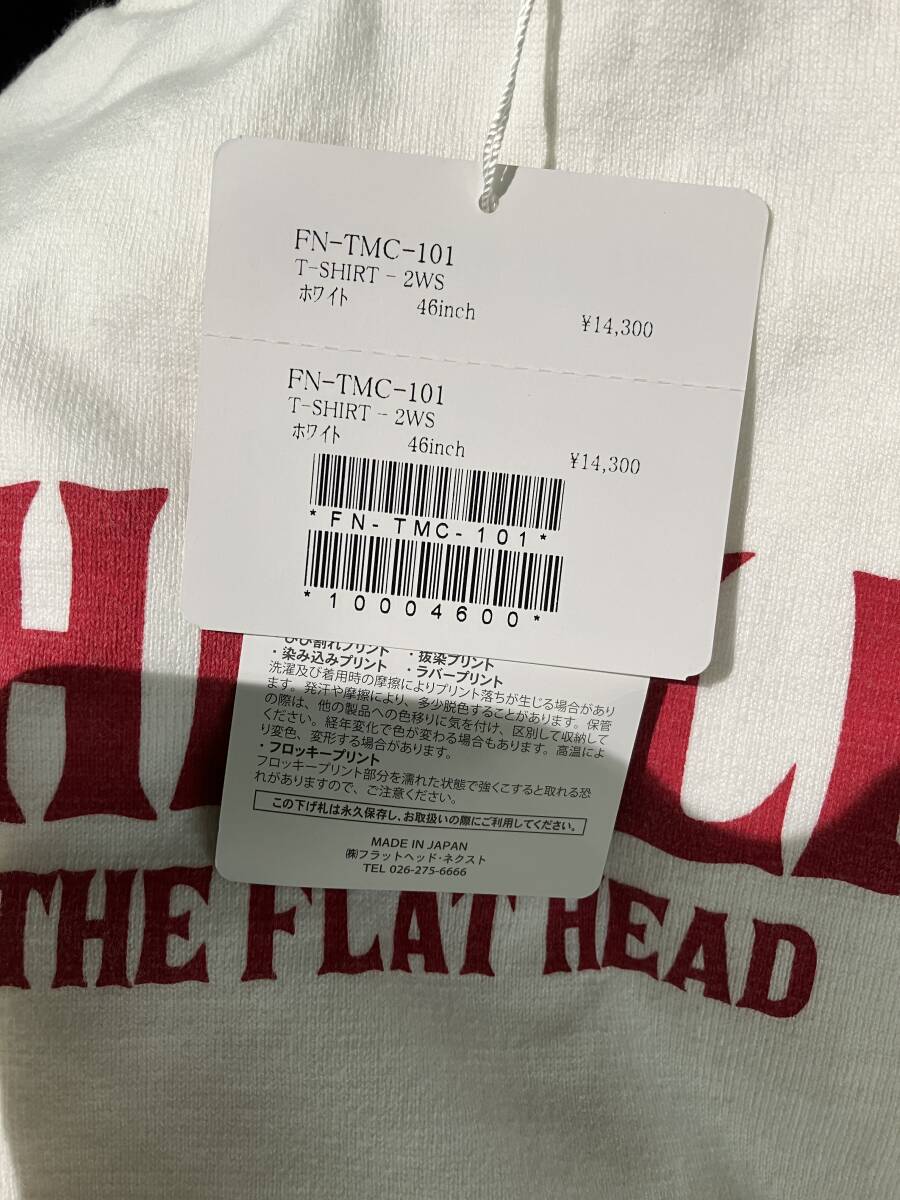 FN-TMC-101
T-SHIRT - 2WS
ホワイト 46inch ¥14,300
FN-TMC-101
T-SHIRT - 2WS
ホワイト 46inch ¥14,300
*FN-TMC-101*
*10004600*
ひび割れプリント ・抜染プリント
・染み込みプリント ・ラバープリント
洗濯及び着用時の摩擦によりプリント落ちが生じる場合があり
ます。発汗や摩擦により、多少脱色することがあります。保管
の際は、他の製品への色移りに気を付け、区別して収納して
ください。経年変化で色が変わる場合もあります。高温によ
り変色、変形する場合があります。
・フロッキープリント
フロッキープリント部分を濡れた状態で強くこすると取れる恐
れがありますので、ご注意ください。
この下げ札は永久保存し、お取扱いの際にご利用してください。
MADE IN JAPAN
㈱フラットヘッド・ネクスト
TEL 026-275-6666
THE FLAT HEAD